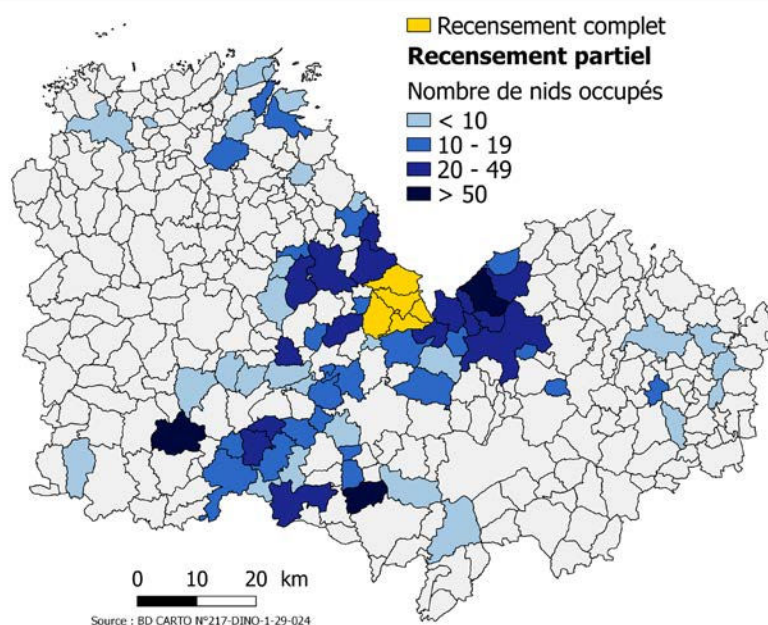 Recensement complet
Recensement partiel
Nombre de nids occupés
< 10
10 - 19
20 - 49
> 50
0 10 20 km
Source : BD CARTO N°217-DINO-1-29-024